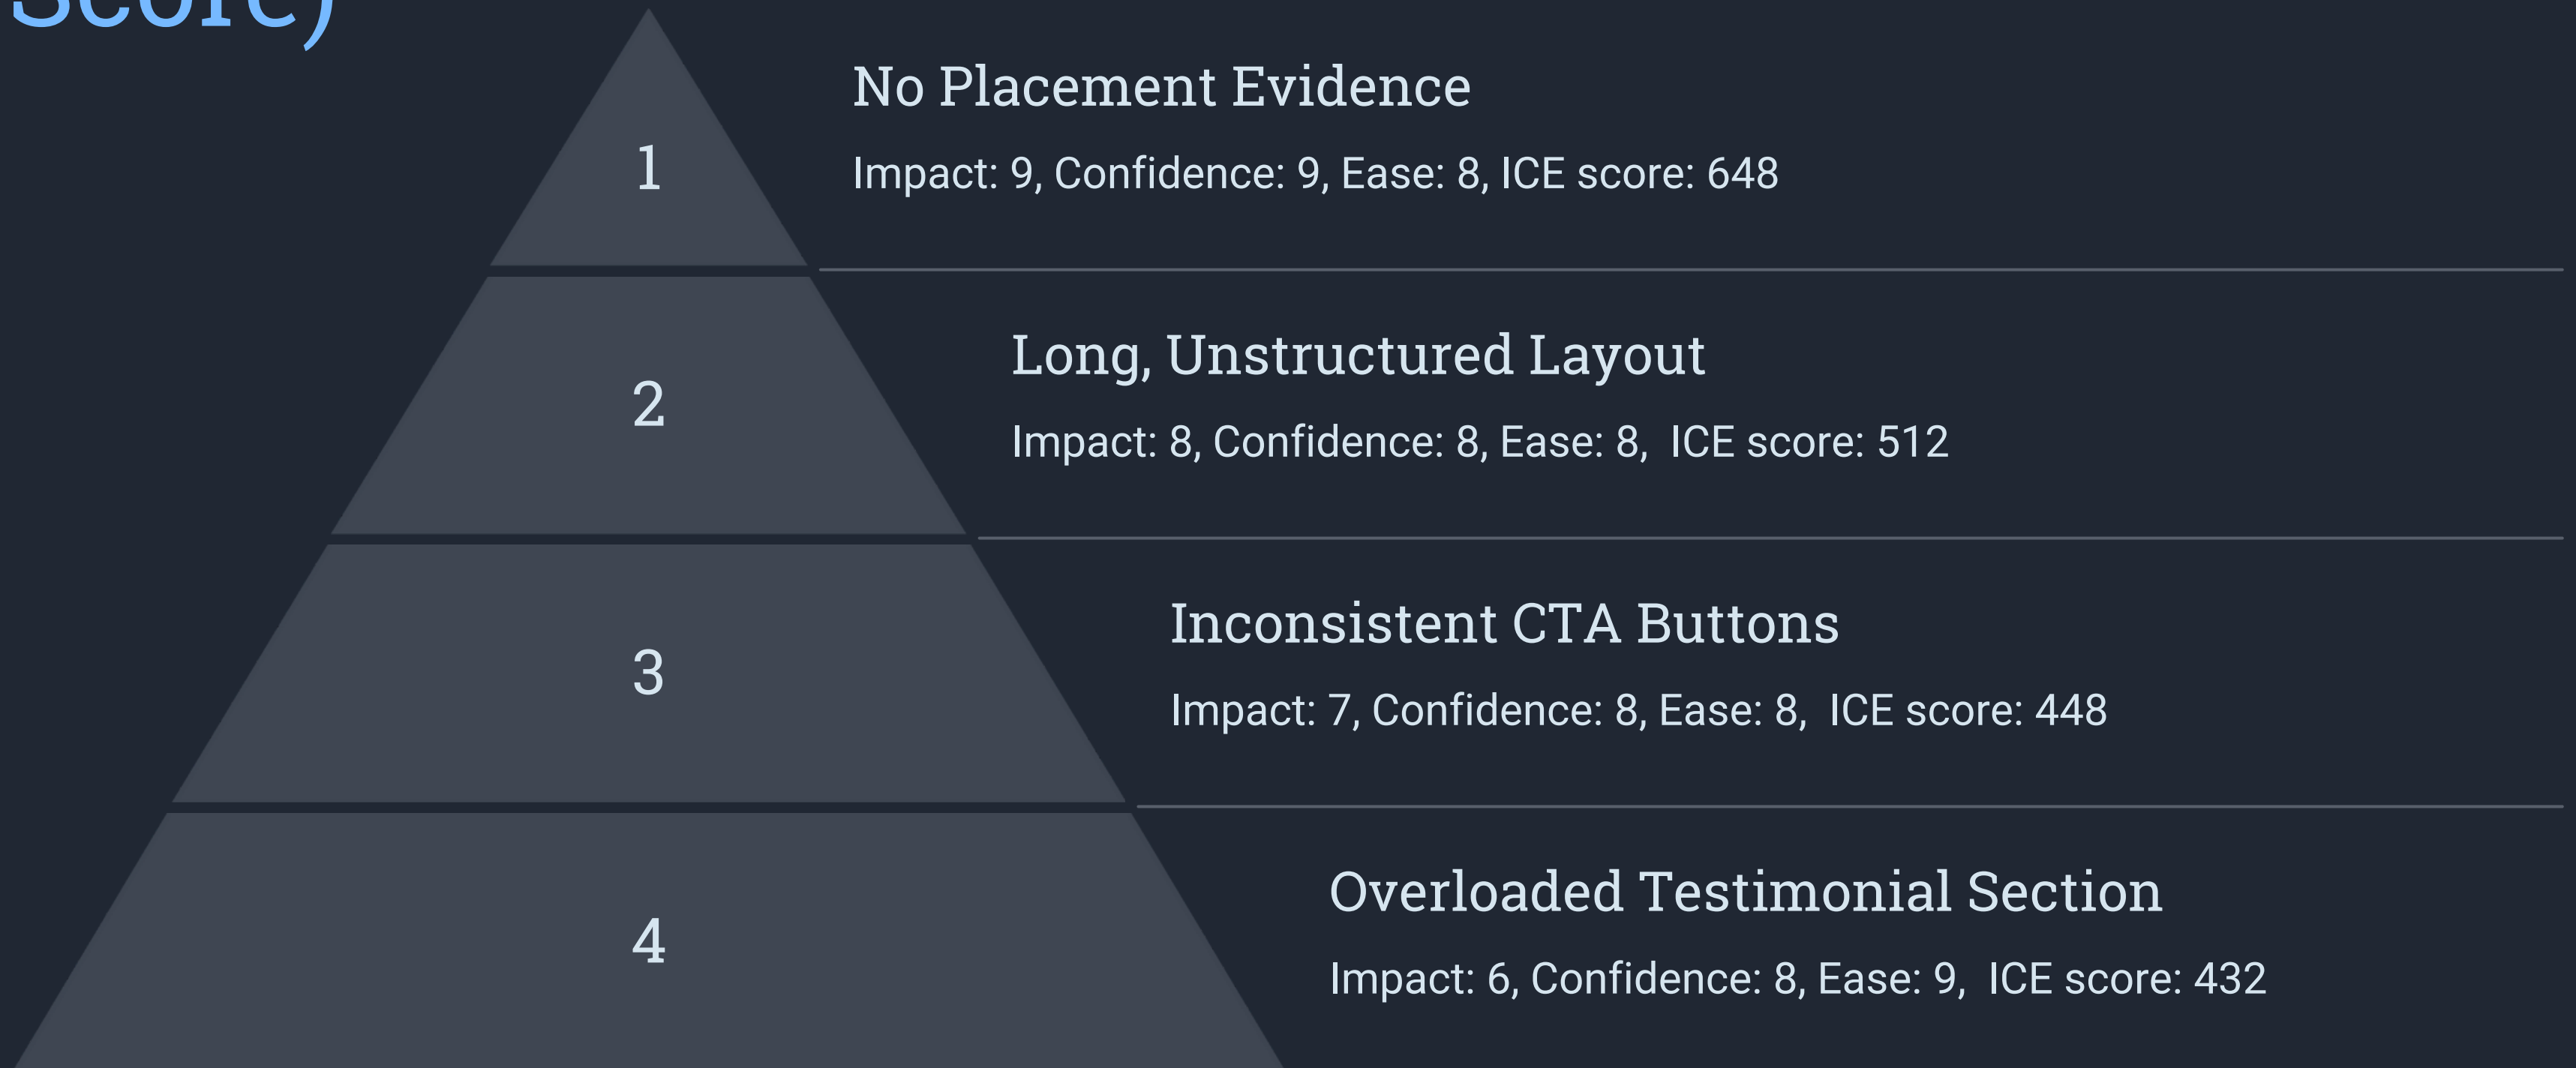 Score)
1
No Placement Evidence
Impact: 9, Confidence: 9, Ease: 8, ICE score: 648
2
Long, Unstructured Layout
Impact: 8, Confidence: 8, Ease: 8,  ICE score: 512
3
Inconsistent CTA Buttons
Impact: 7, Confidence: 8, Ease: 8,  ICE score: 448
4
Overloaded Testimonial Section
Impact: 6, Confidence: 8, Ease: 9,  ICE score: 432